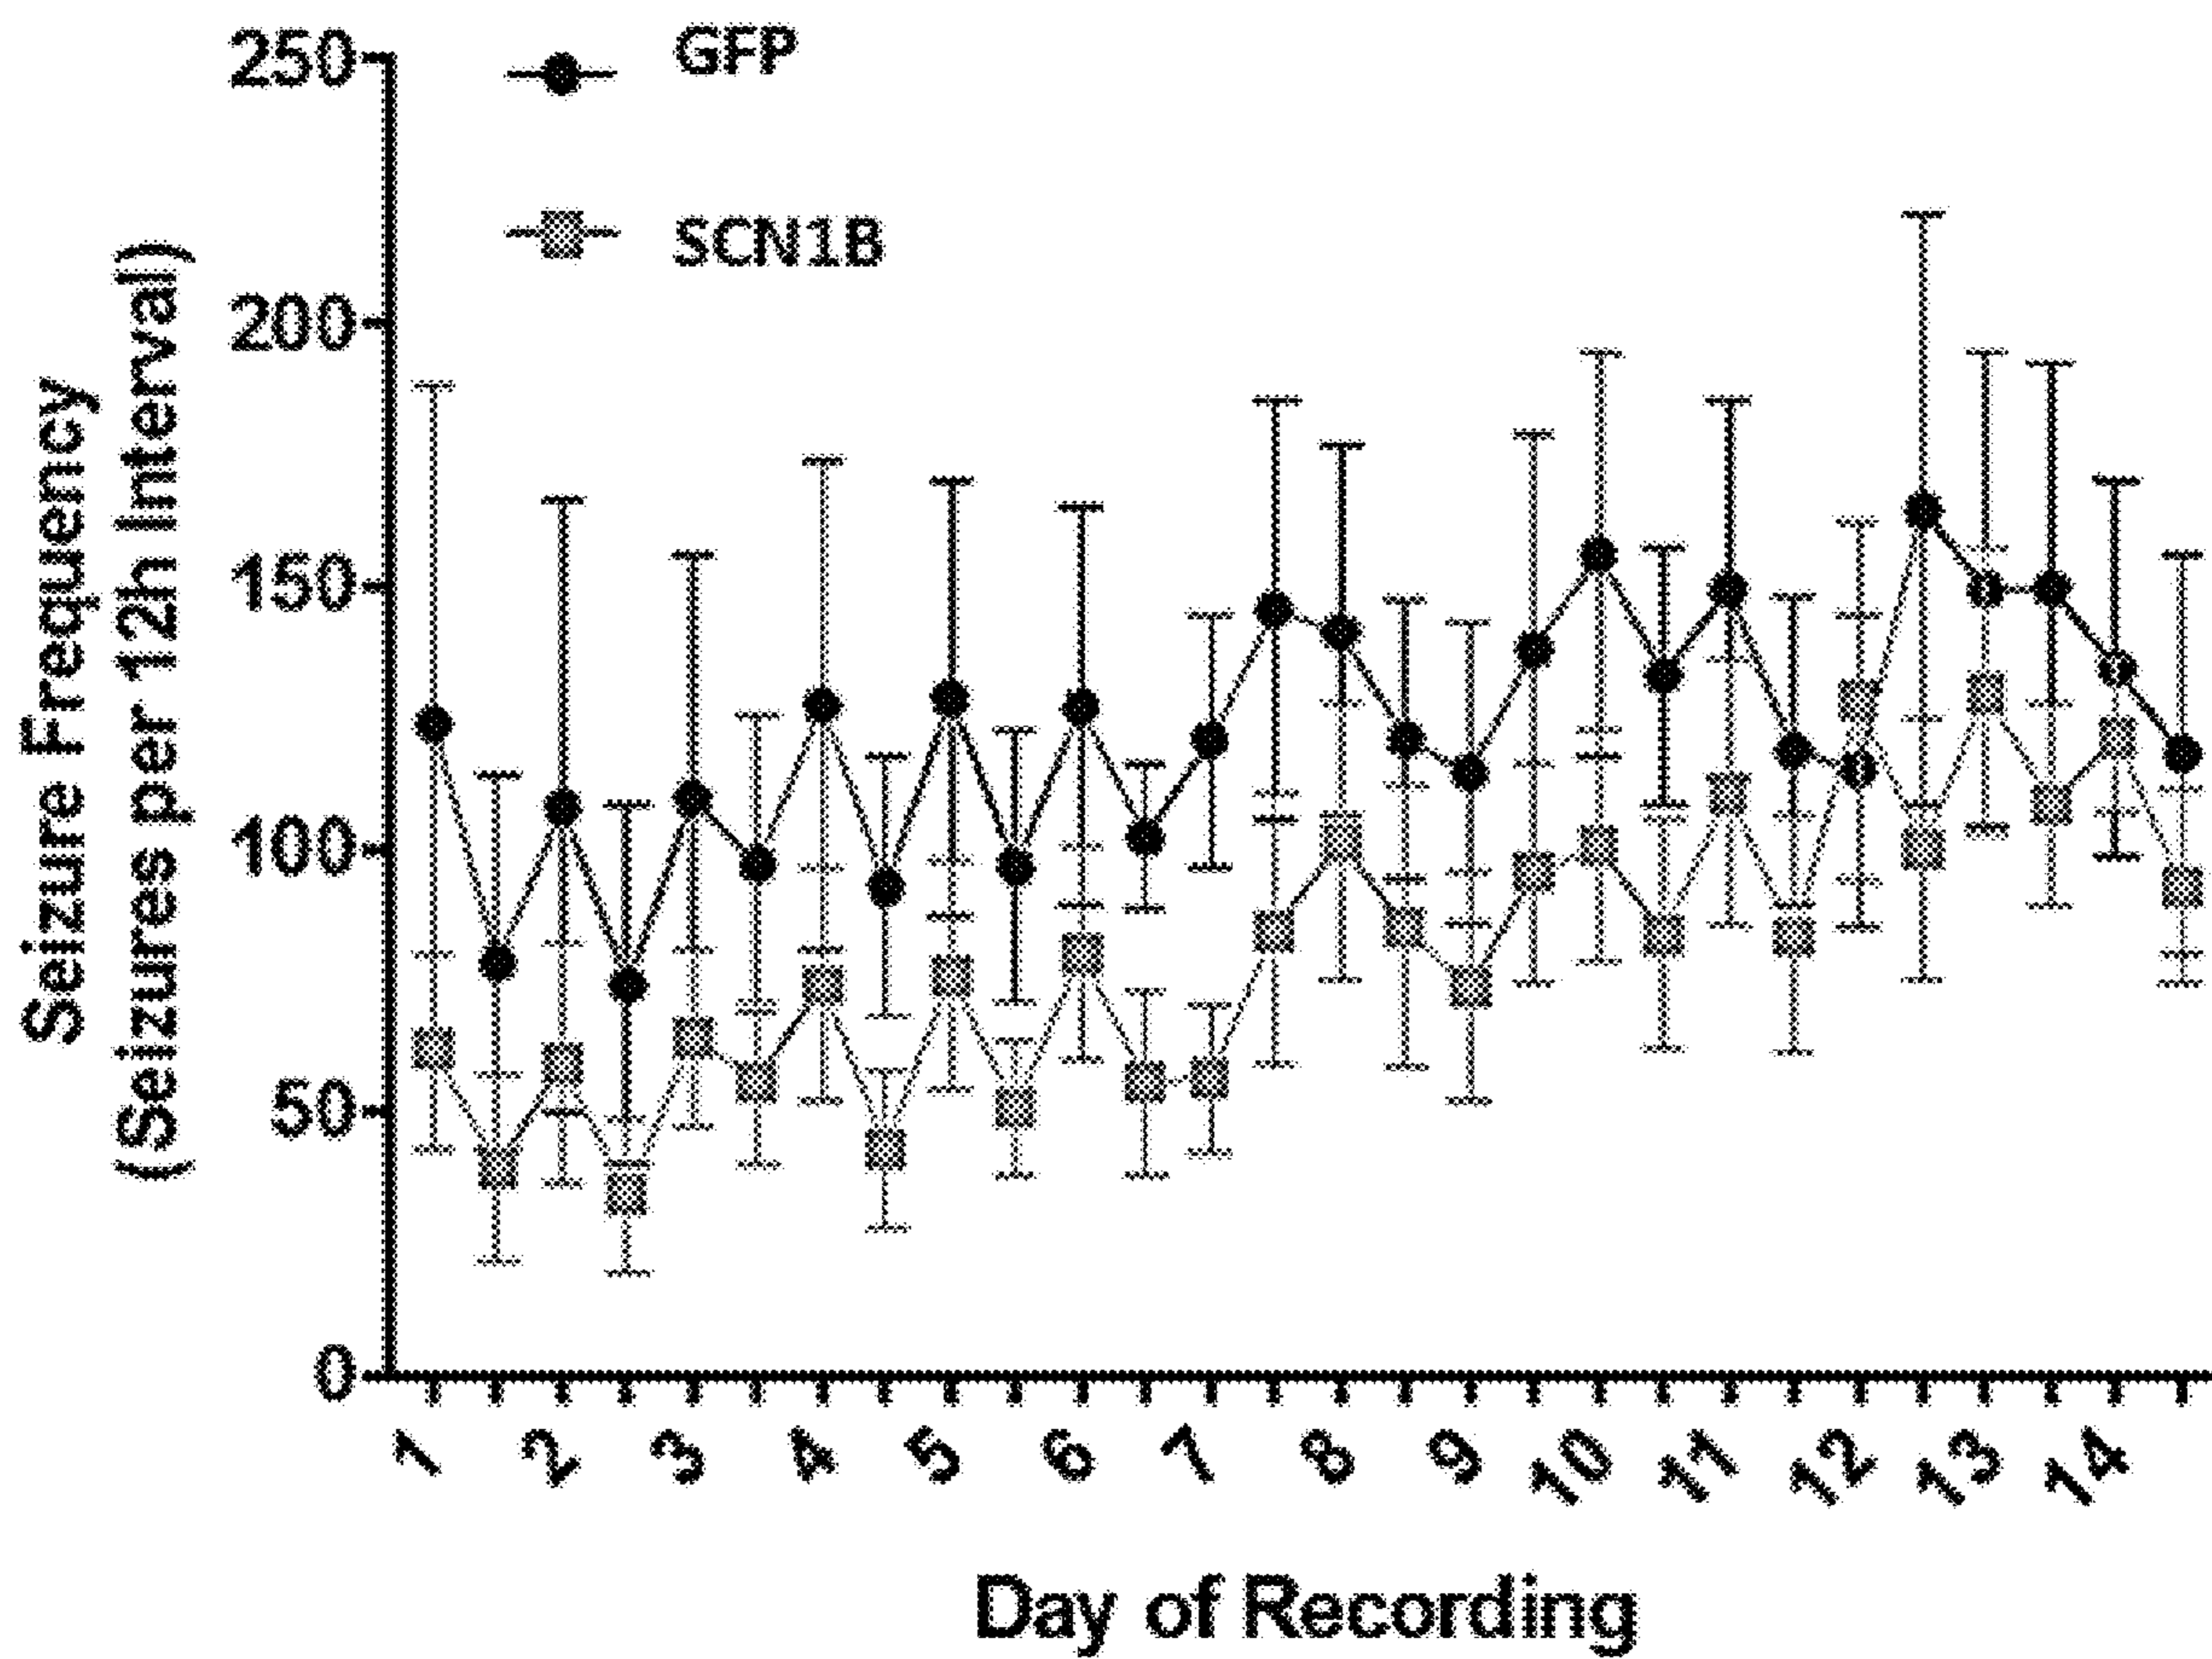 GFP
SCN1B
Seizure Frequency
(Seizures per 12h Interval)
250
200
150
100
50
0
1 2 3 4 5 6 7 8 9 10 11 12 13 14
Day of Recording